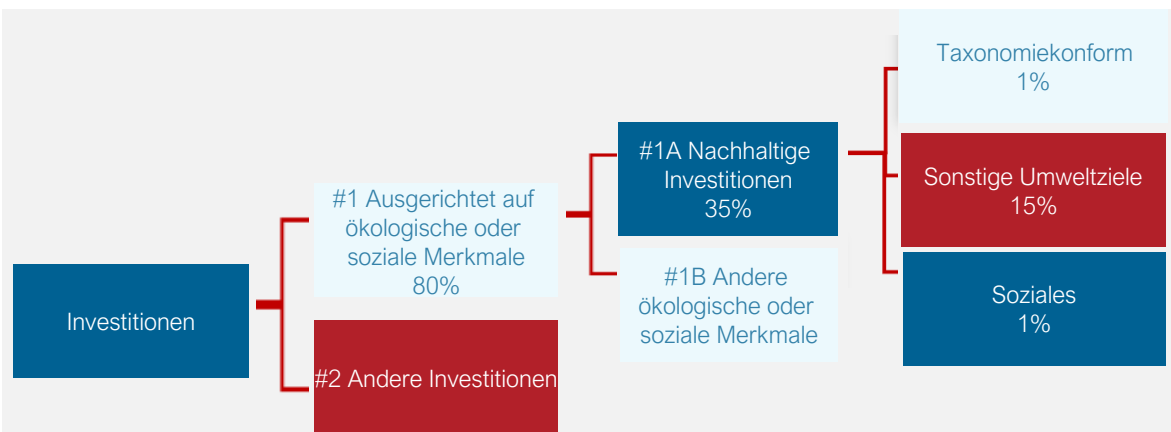 Investitionen
#1 Ausgerichtet auf
ökologische oder
soziale Merkmale
80%
#2 Andere Investitionen
#1A Nachhaltige
Investitionen
35%
#1B Andere
ökologische oder
soziale Merkmale
Taxonomiekonform
1%
Sonstige Umweltziele
15%
Soziales
1%